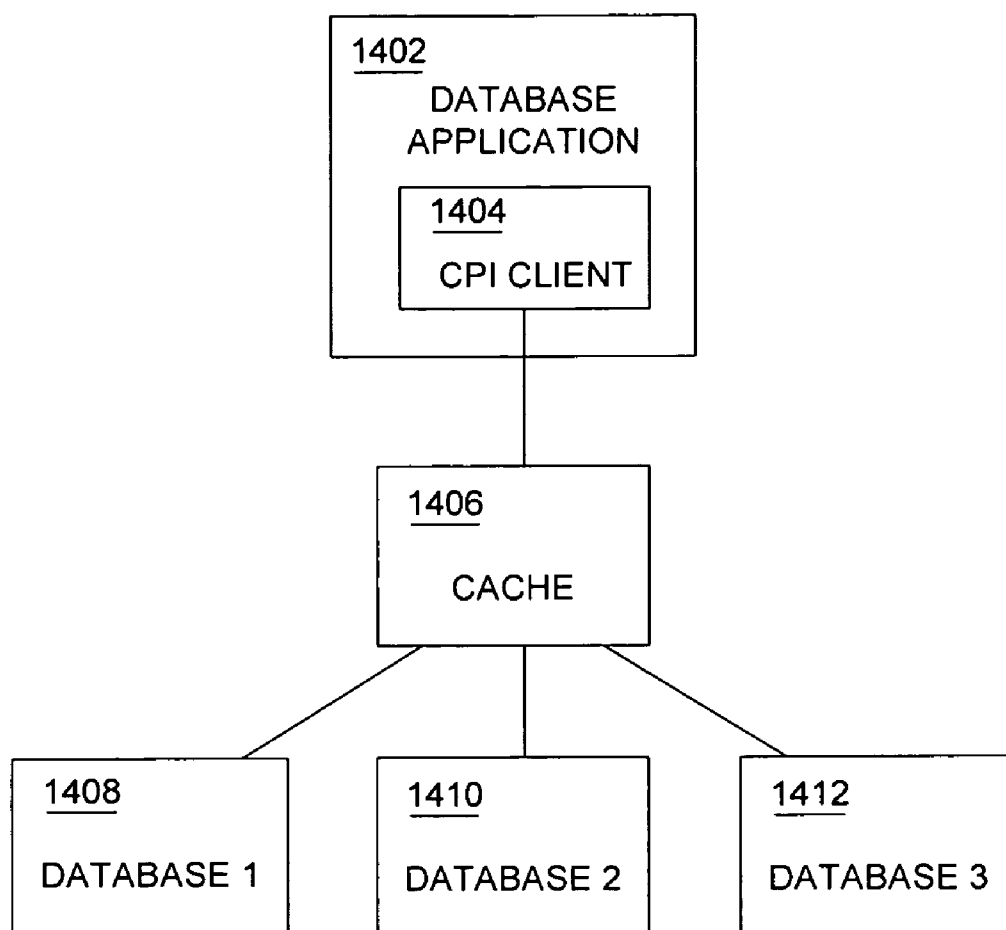 1402
DATABASE
APPLICATION
1404
CPI CLIENT
1406
CACHE
1408
DATABASE 1
1410
DATABASE 2
1412
DATABASE 3